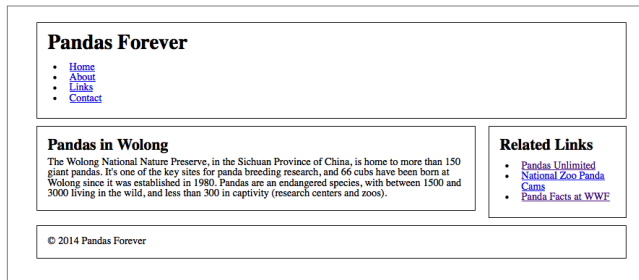 Pandas Forever
Home
About
Links
Contact
Pandas in Wolong
The Wolong National Nature Preserve, in the Sichuan Province of China, is home to more than 150
giant pandas. It's one of the key sites for panda breeding research, and 66 cubs have been born at
Wolong since it was established in 1980. Pandas are an endangered species, with between 1500 and
3000 living in the wild, and less than 300 in captivity (research centers and zoos).
Related Links
Pandas Unlimited
National Zoo Panda
Cams
Panda Facts at WWF
© 2014 Pandas Forever